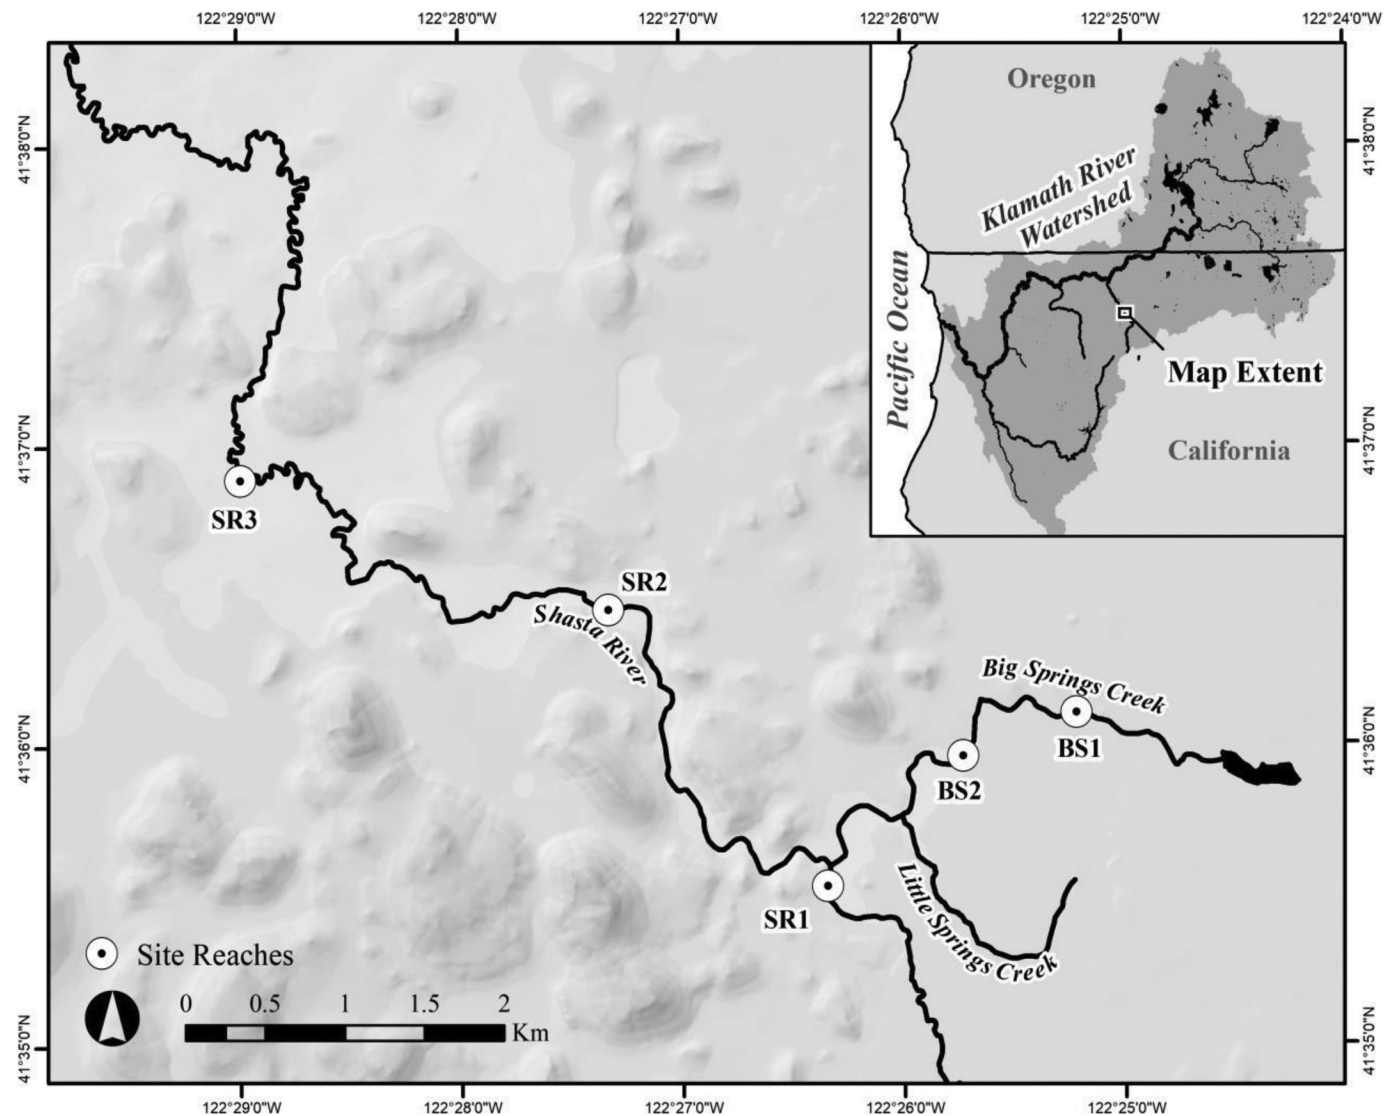 122°29'0"W 122°28'0"W 122°27'0"W 122°26'0"W 122°25'0"W 122°24'0"W
41°38'0"N
41°37'0"N
41°36'0"N
41°35'0"N
Oregon
Klamath River
Watershed
Pacific Ocean
Map Extent
California
41°38'0"N
41°37'0"N
41°36'0"N
41°35'0"N
SR3
SR2
Shasta River
Big Springs Creek
BS1
BS2
SR1
Little Springs Creek
Site Reaches
0 0.5 1 1.5 2
Km
122°29'0"W 122°28'0"W 122°27'0"W 122°26'0"W 122°25'0"W